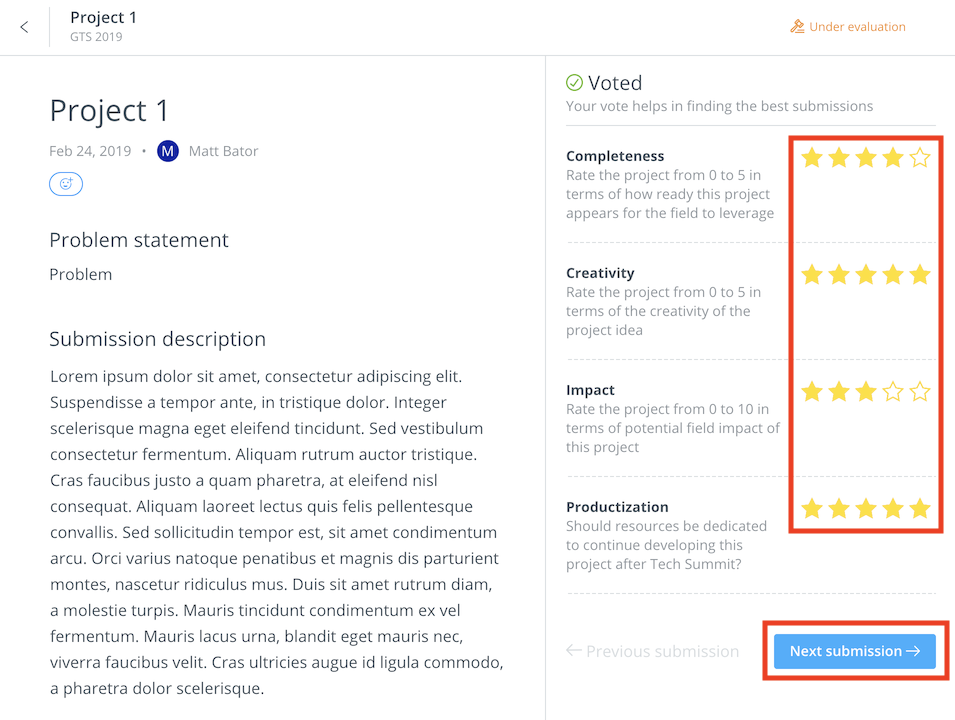 Project 1
GTS 2019
Under evaluation
Project 1
Feb 24, 2019 • M Matt Bator
Problem statement
Problem
Submission description
Lorem ipsum dolor sit amet, consectetur adipiscing elit.
Suspendisse a tempor ante, in tristique dolor. Integer
scelerisque magna eget eleifend tincidunt. Sed vestibulum
consectetur fermentum. Aliquam rutrum auctor tristique.
Cras faucibus justo a quam pharetra, at eleifend nisl
consequat. Aliquam laoreet lectus quis felis pellentesque
convallis. Sed sollicitudin tempor est, sit amet condimentum
arcu. Orci varius natoque penatibus et magnis dis parturient
montes, nascetur ridiculus mus. Duis sit amet rutrum diam,
a molestie turpis. Mauris tincidunt condimentum ex vel
fermentum. Mauris lacus urna, blandit eget mauris nec,
viverra faucibus velit. Cras ultricies augue id ligula commodo,
a pharetra dolor scelerisque.
Voted
Your vote helps in finding the best submissions
Completeness
Rate the project from 0 to 5 in
terms of how ready this project
appears for the field to leverage
Creativity
Rate the project from 0 to 5 in
terms of the creativity of the
project idea
Impact
Rate the project from 0 to 10 in
terms of potential field impact of
this project
Productization
Should resources be dedicated
to continue developing this
project after Tech Summit?
← Previous submission
Next submission →